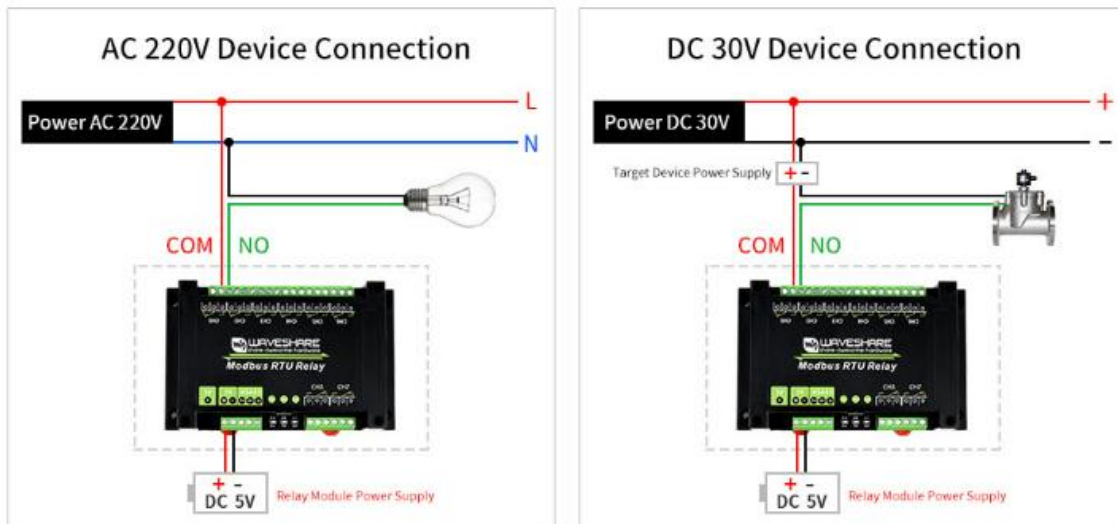 AC 220V Device Connection
L
Power AC 220V
N
COM NO
WAVESHARE
Modbus RTU Relay
+ -
DC 5V
Relay Module Power Supply
DC 30V Device Connection
+
Power DC 30V
-
Target Device Power Supply
+ -
COM NO
WAVESHARE
Modbus RTU Relay
+ -
DC 5V
Relay Module Power Supply